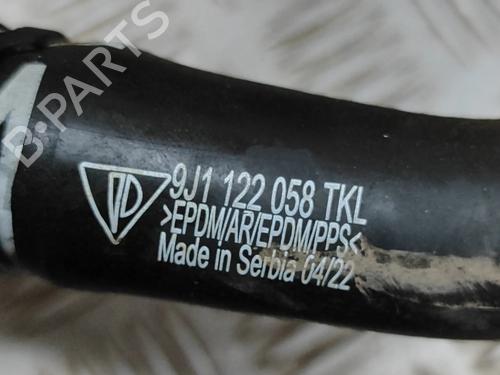 B-PARTS
9J1 122 058 TKL
>EPDM/AR/EPDM/PPS<
Made in Serbia 04/22